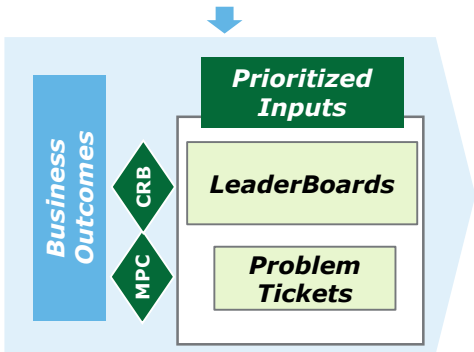 Business
Outcomes
CRB
MPC
Prioritized
Inputs
LeaderBoards
Problem
Tickets